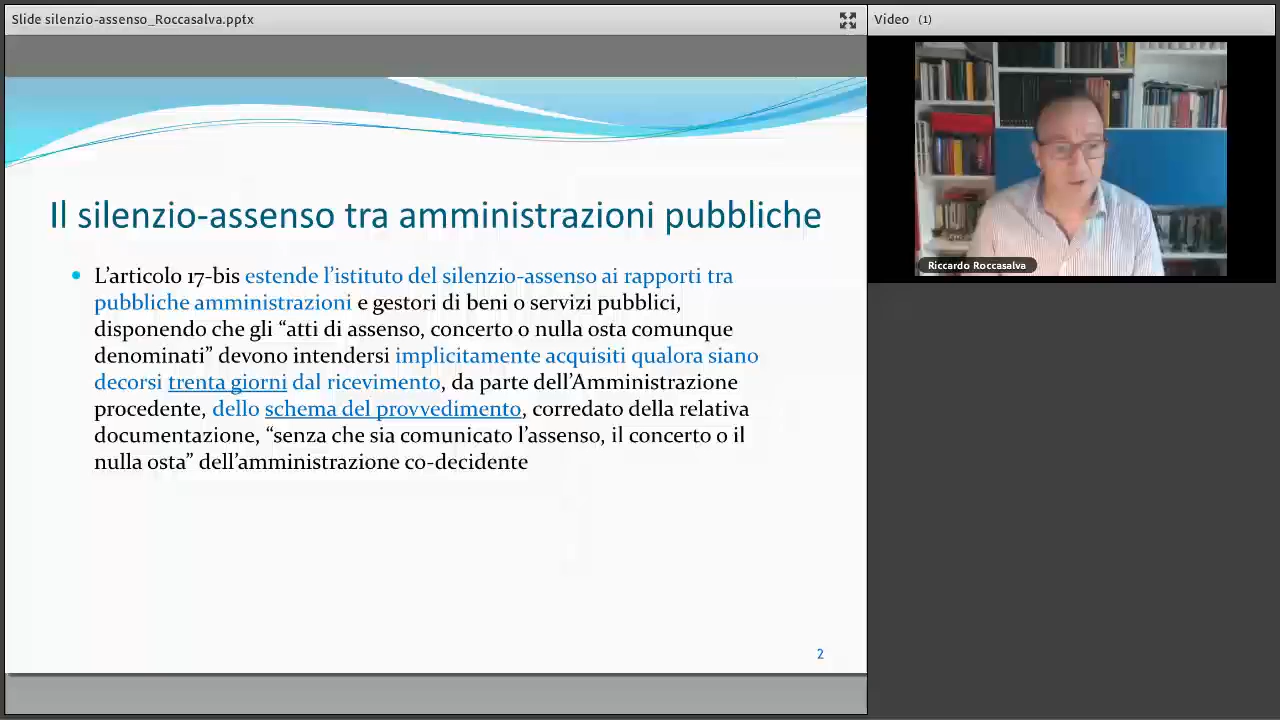 Slide silenzio-assenso_Roccasalva.pptx
Video (1)
Riccardo Roccasalva
Il silenzio-assenso tra amministrazioni pubbliche
• L’articolo 17-bis estende l’istituto del silenzio-assenso ai rapporti tra
pubbliche amministrazioni e gestori di beni o servizi pubblici,
disponendo che gli “atti di assenso, concerto o nulla osta comunque
denominati” devono intendersi implicitamente acquisiti qualora siano
decorsi trenta giorni dal ricevimento, da parte dell’Amministrazione
procedente, dello schema del provvedimento, corredato della relativa
documentazione, “senza che sia comunicato l’assenso, il concerto o il
nulla osta” dell’amministrazione co-decidente
2